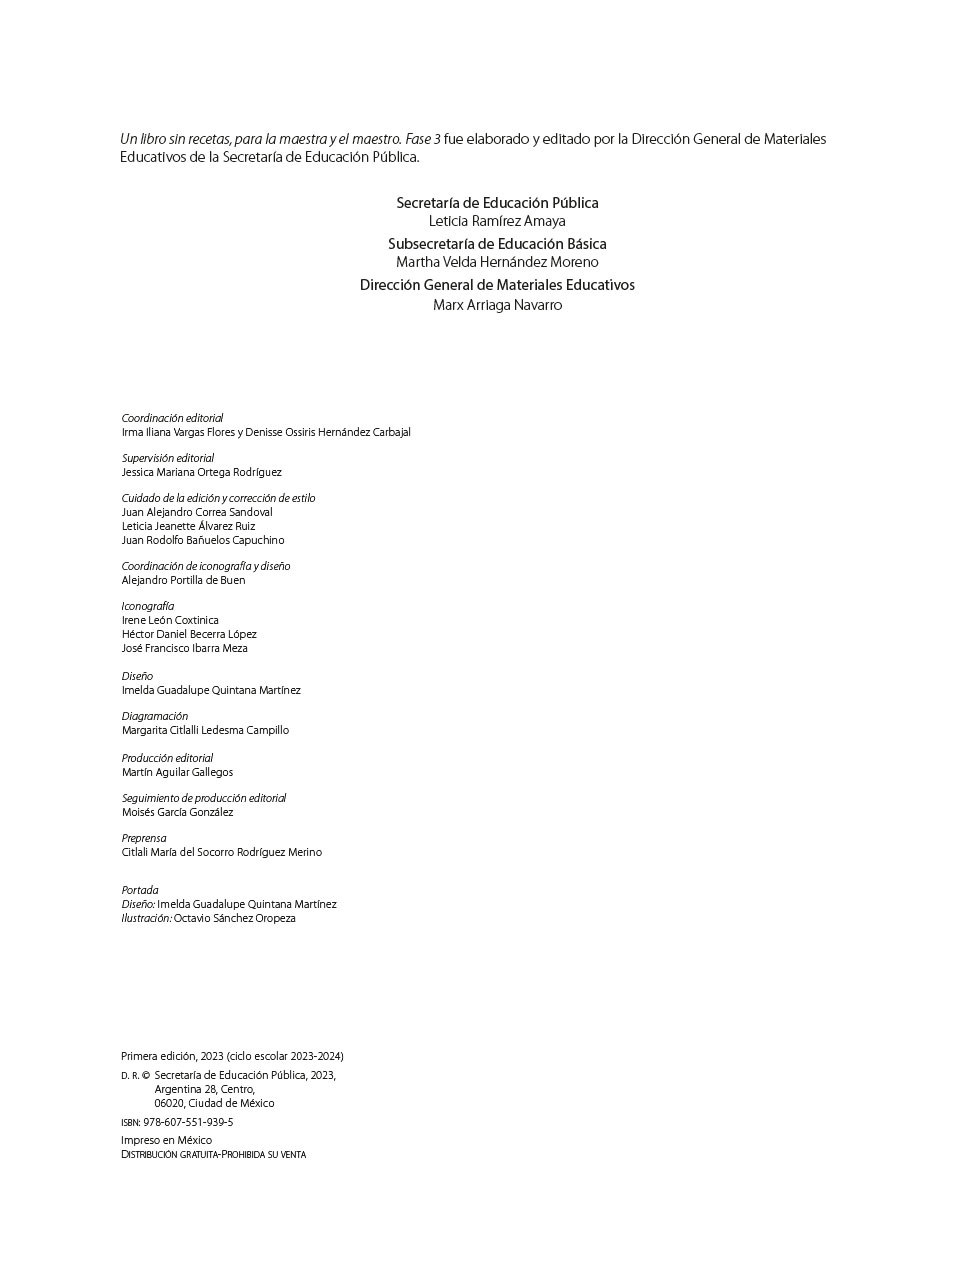 Un libro sin recetas, para la maestra y el maestro. Fase 3 fue elaborado y editado por la Dirección General de Materiales
Educativos de la Secretaría de Educación Pública.
Secretaría de Educación Pública
Leticia Ramírez Amaya
Subsecretaría de Educación Básica
Martha Velda Hernández Moreno
Dirección General de Materiales Educativos
Marx Arriaga Navarro
Coordinación editorial
Irma Iliana Vargas Flores y Denisse Ossiris Hernández Carbajal
Supervisión editorial
Jessica Mariana Ortega Rodríguez
Cuidado de la edición y corrección de estilo
Juan Alejandro Correa Sandoval
Leticia Jeanette Álvarez Ruiz
Juan Rodolfo Bañuelos Capuchino
Coordinación de iconografía y diseño
Alejandro Portilla de Buen
Iconografía
Irene León Coxtinica
Héctor Daniel Becerra López
José Francisco Ibarra Meza
Diseño
Imelda Guadalupe Quintana Martínez
Diagramación
Margarita Citlalli Ledesma Campillo
Producción editorial
Martín Aguilar Gallegos
Seguimiento de producción editorial
Moisés García González
Preprensa
Citlali María del Socorro Rodríguez Merino
Portada
Diseño: Imelda Guadalupe Quintana Martínez
Ilustración: Octavio Sánchez Oropeza
Primera edición, 2023 (ciclo escolar 2023-2024)
D. R. © Secretaría de Educación Pública, 2023,
Argentina 28, Centro,
06020, Ciudad de México
ISBN: 978-607-551-939-5
Impreso en México
DISTRIBUCIÓN GRATUITA-PROHIBIDA SU VENTA